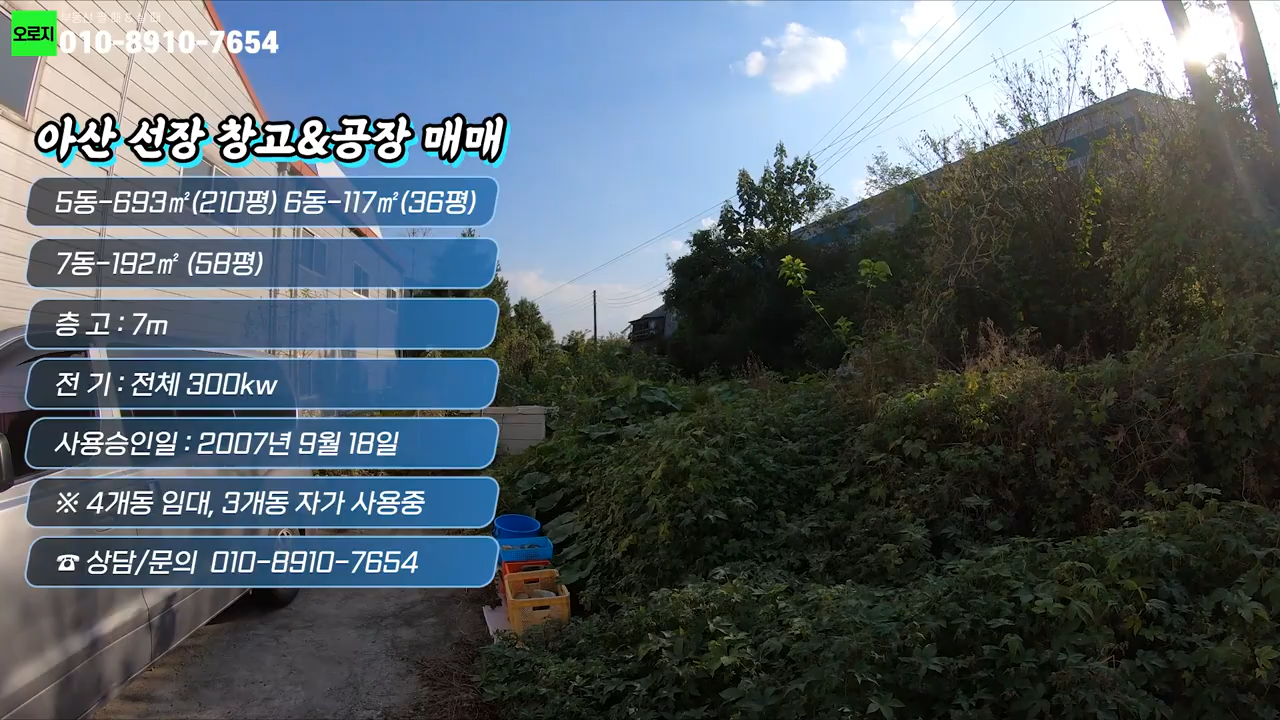 오로지
010-8910-7654
아산 선장 창고&공장 매매
5동-693㎡(210평) 6동-117㎡(36평)
7동-192㎡ (58평)
층 고 : 7m
전 기 : 전체 300kw
사용승인일 : 2007년 9월 18일
※ 4개동 임대, 3개동 자가 사용중
☎ 상담/문의 010-8910-7654